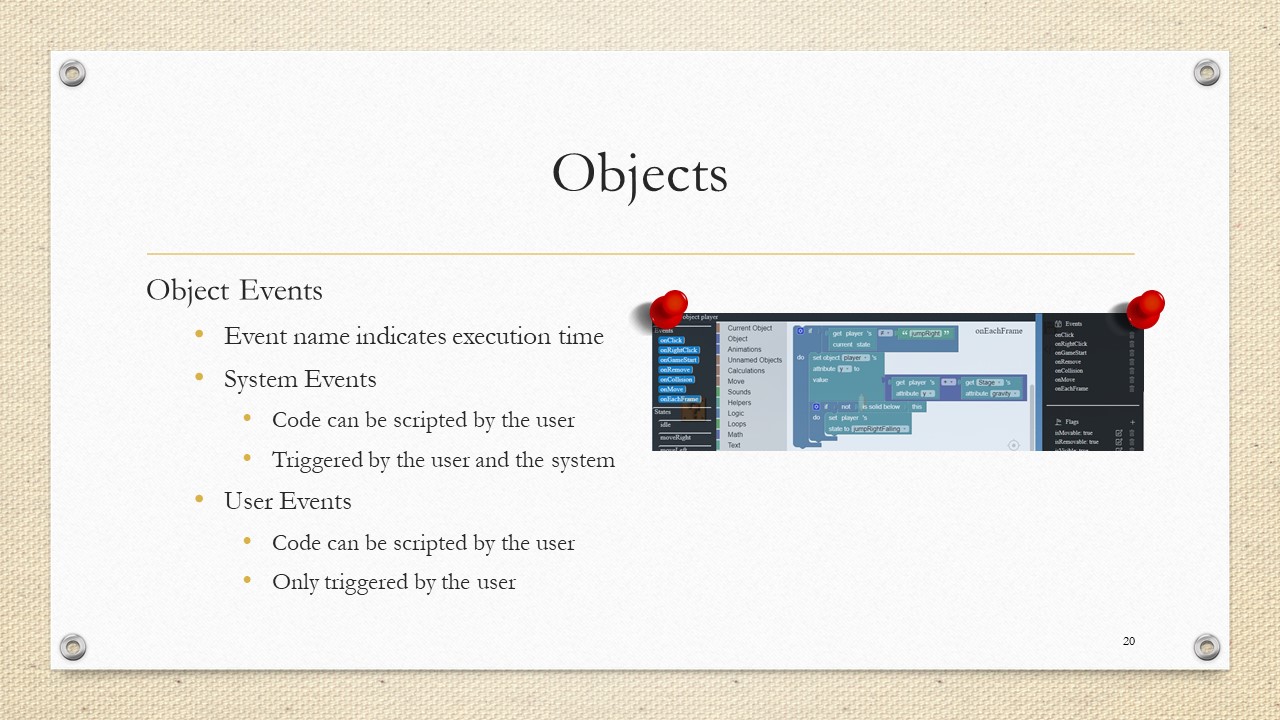 Objects
Object Events
Event name indicates execution time
System Events
Code can be scripted by the user
Triggered by the user and the system
User Events
Code can be scripted by the user
Only triggered by the user
object player
Events
onClick
onRightClick
onGameStart
onRemove
onCollision
onMove
onEachFrame
States
idle
moveRight
Current Object
Object
Animations
Unnamed Objects
Calculations
Move
Sounds
Helpers
Logic
Loops
Math
Text
onEachFrame
if get player 's
current state
“ jumpRight ”
do set object player 's
attribute y to
value
get player 's + get Stage 's
attribute y attribute gravity
if not is solid below this
do set player 's
state to jumpRightFalling
Events
onClick
onRightClick
onGameStart
onRemove
onCollision
onMove
onEachFrame
Flags +
isMovable: true
isRemovable: true
20